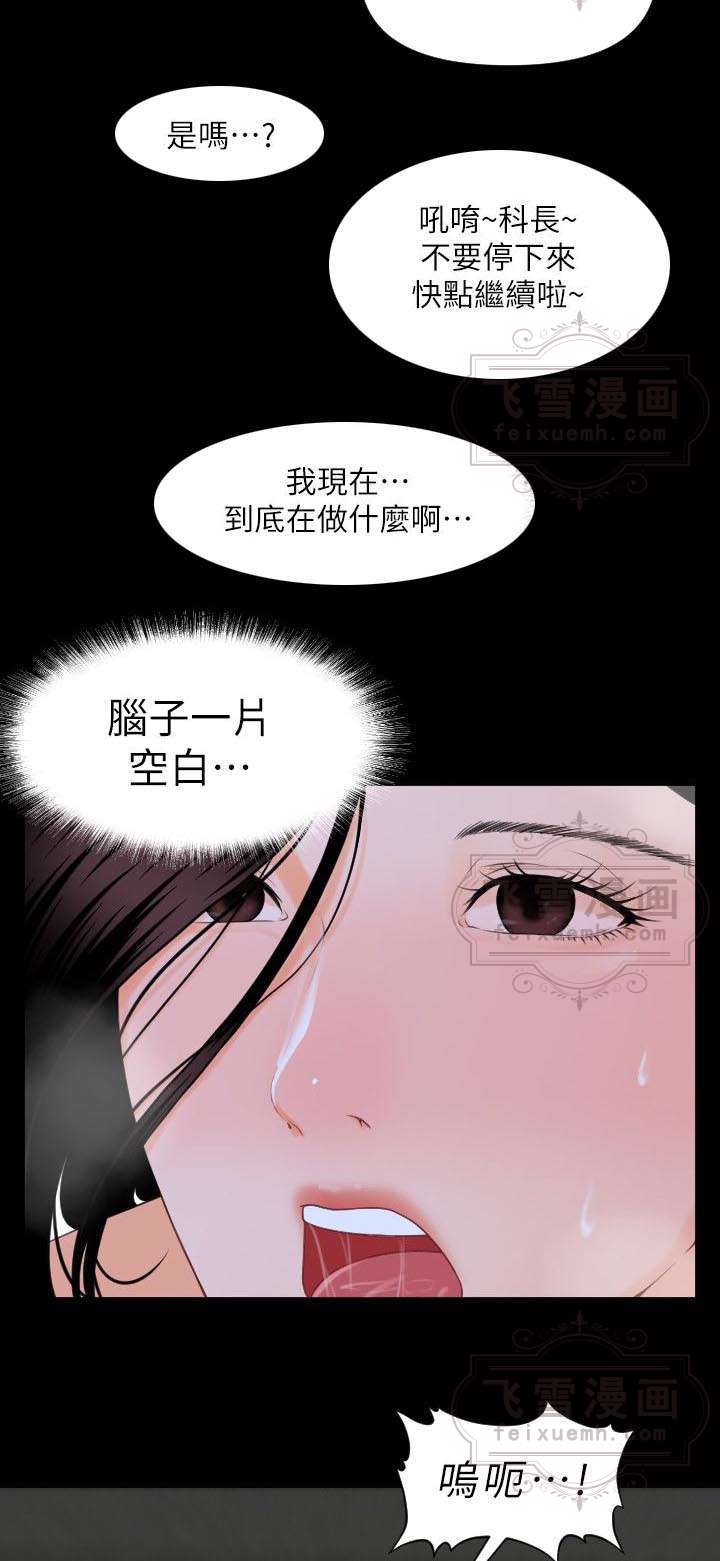 是嗎…?
吼唷~科長~
不要停下來
快點繼續啦~
飞雪漫画
feixuemh.com
我現在…
到底在做什麼啊…
腦子一片
空白…
飞雪漫画
feixuemh.com
飞雪漫画
feixuemh.com
嗚呃…!